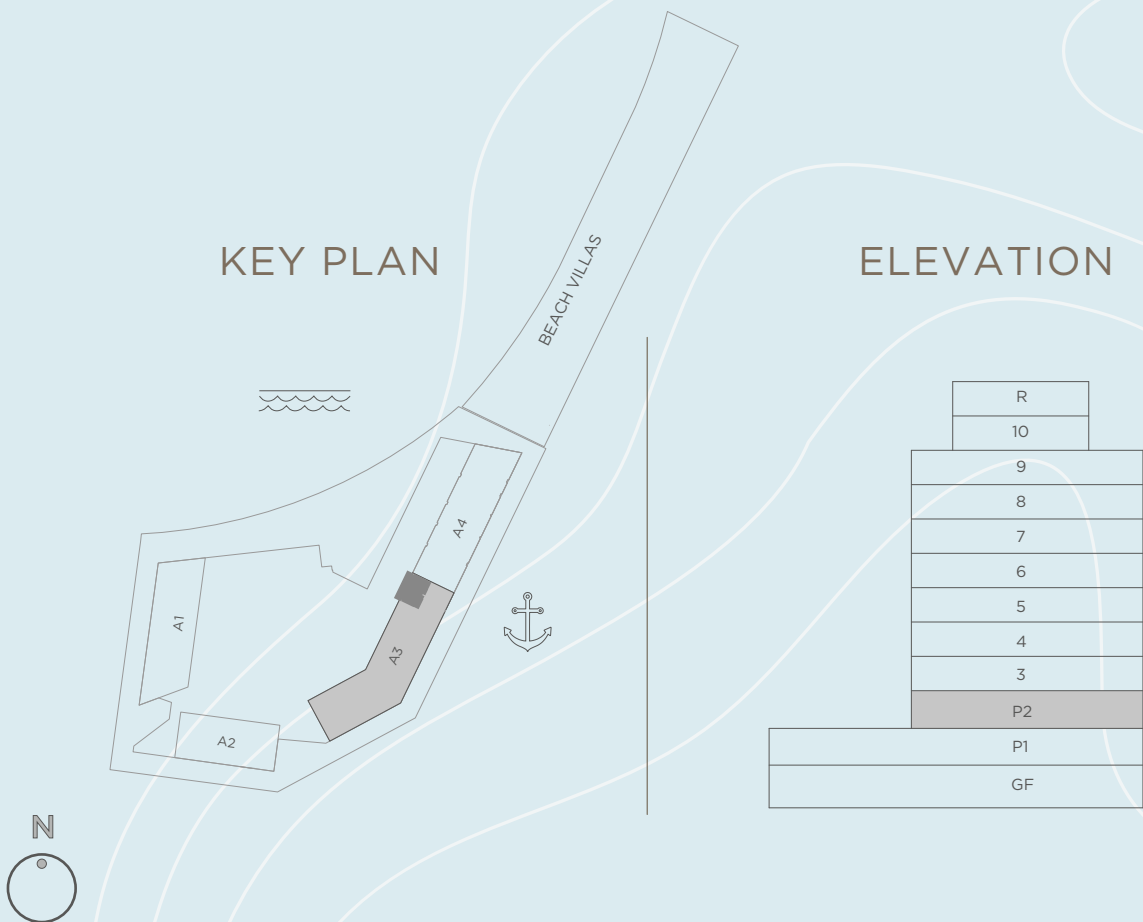 KEY PLAN
ELEVATION
BEACH VILLAS
A4
A3
A1
A2
N
R
10
9
8
7
6
5
4
3
P2
P1
GF